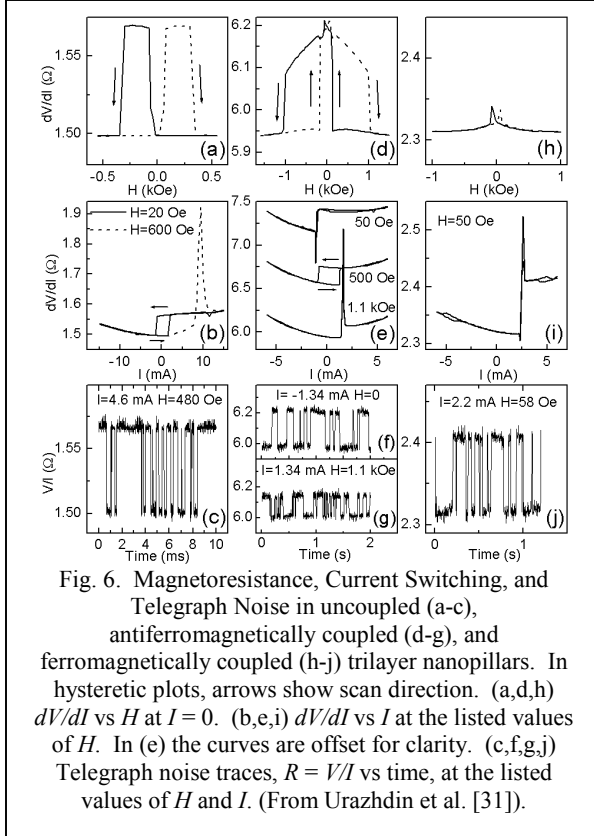 dV/dI (Ω)
1.55
1.50
(a)
-0.5 0.0 0.5
H (kOe)
6.2
6.1
6.0
5.9
(d)
-1 0 1
H (kOe)
2.4
2.3
(h)
-1 0 1
H (kOe)
dV/dI (Ω)
1.9
1.8
1.7
1.6
1.5
H=20 Oe
H=600 Oe
(b)
-10 0 10
I (mA)
7.5
7.0
6.5
6.0
50 Oe
500 Oe
1.1 kOe
(e)
-5 0 5
I (mA)
2.5
2.4
2.3
H=50 Oe
(i)
-5 0 5
I (mA)
V/I (Ω)
I=4.6 mA H=480 Oe
1.55
1.50
(c)
0 2 4 6 8 10
Time (ms)
I= -1.34 mA H=0
6.2
6.0
(f)
I=1.34 mA H=1.1 kOe
6.2
6.0
(g)
0 1 2
Time (s)
I=2.2 mA H=58 Oe
2.4
2.3
(j)
0 1
Time (s)
Fig. 6. Magnetoresistance, Current Switching, and
Telegraph Noise in uncoupled (a-c),
antiferromagnetically coupled (d-g), and
ferromagnetically coupled (h-j) trilayer nanopillars. In
hysteretic plots, arrows show scan direction. (a,d,h)
dV/dI vs H at I = 0. (b,e,i) dV/dI vs I at the listed values
of H. In (e) the curves are offset for clarity. (c,f,g,j)
Telegraph noise traces, R = V/I vs time, at the listed
values of H and I. (From Urazhdin et al. [31]).